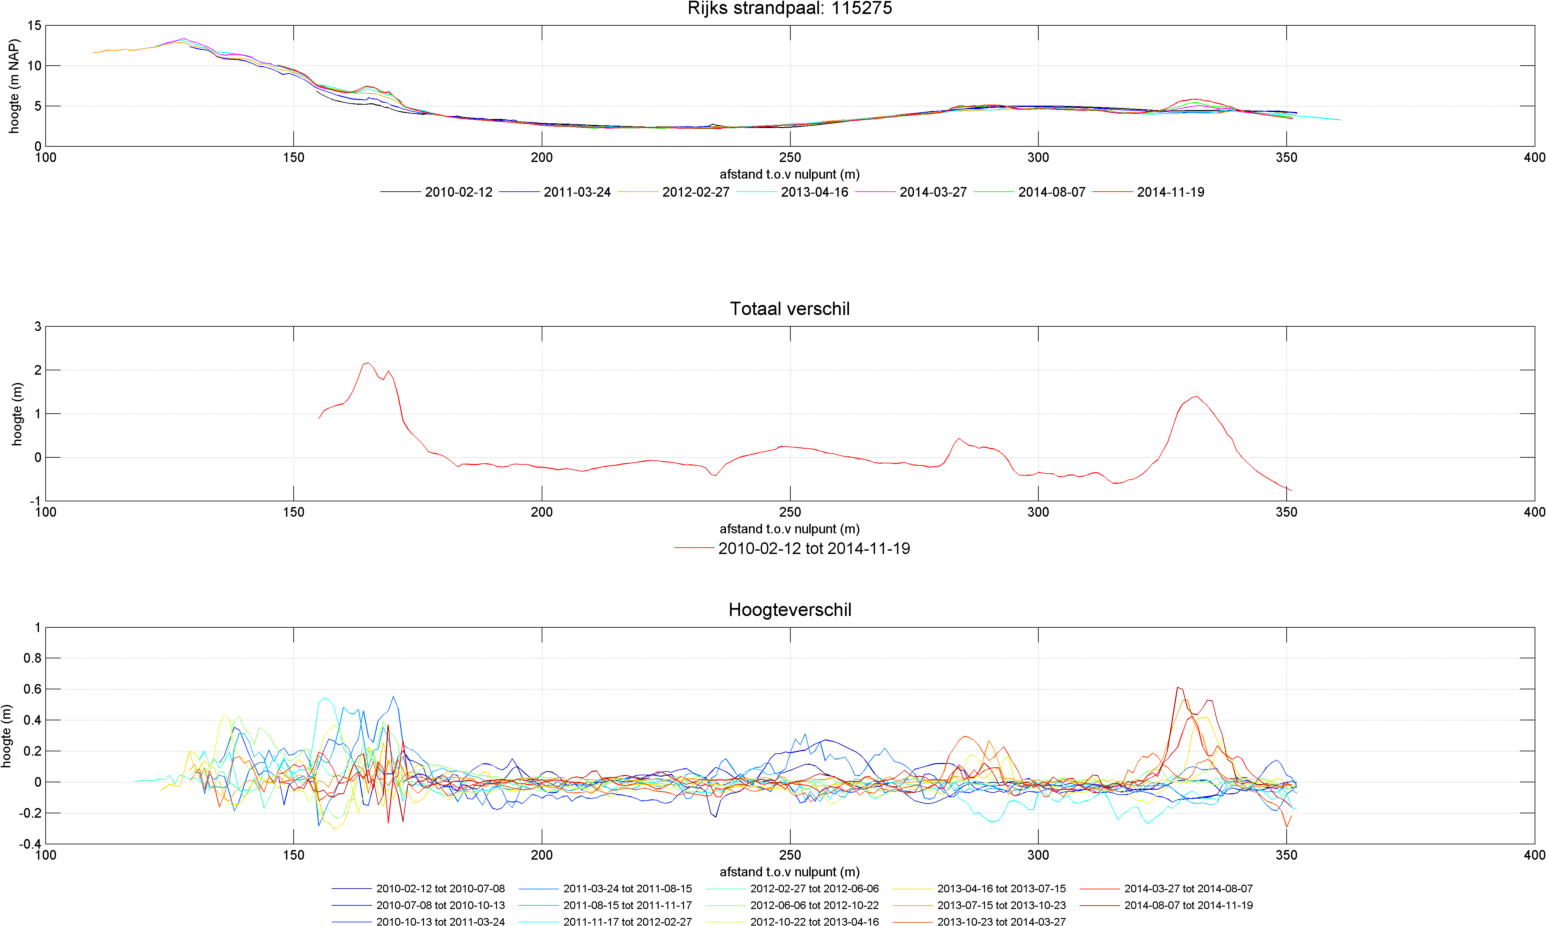 Rijks strandpaal: 115275
hoogte (m NAP)
15
10
5
0
100 150 200 250 300 350 400
afstand t.o.v nulpunt (m)
2010-02-12 2011-03-24 2012-02-27 2013-04-16 2014-03-27 2014-08-07 2014-11-19
Totaal verschil
hoogte (m)
3
2
1
0
-1
100 150 200 250 300 350 400
afstand t.o.v nulpunt (m)
2010-02-12 tot 2014-11-19
Hoogteverschil
hoogte (m)
1
0.8
0.6
0.4
0.2
0
-0.2
-0.4
100 150 200 250 300 350 400
afstand t.o.v nulpunt (m)
2010-02-12 tot 2010-07-08 2011-03-24 tot 2011-08-15 2012-02-27 tot 2012-06-06 2013-04-16 tot 2013-07-15 2014-03-27 tot 2014-08-07
2010-07-08 tot 2010-10-13 2011-08-15 tot 2011-11-17 2012-06-06 tot 2012-10-22 2013-07-15 tot 2013-10-23 2014-08-07 tot 2014-11-19
2010-10-13 tot 2011-03-24 2011-11-17 tot 2012-02-27 2012-10-22 tot 2013-04-16 2013-10-23 tot 2014-03-27